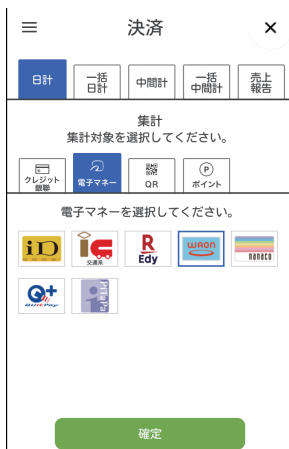 決済
日計
一括
日計
中間計
一括
中間計
売上
報告
集計
集計対象を選択してください。
クレジット
銀聯
電子マネー
QR
P
ポイント
電子マネーを選択してください。
iD
IC
交通系
R
Edy
WAON
nanaco
Q+
QUICPay
PiTaPa
確定